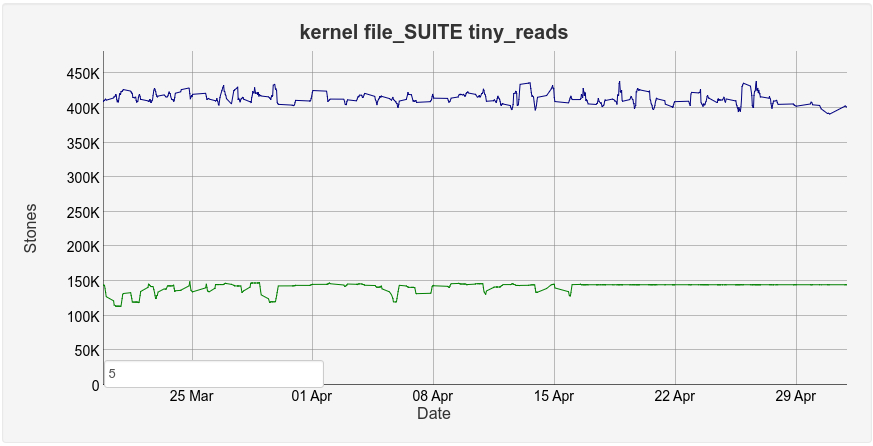 kernel file_SUITE tiny_reads
450K
400K
350K
300K
250K
200K
150K
100K
50K
0
Stones
5
25 Mar
01 Apr
08 Apr
15 Apr
22 Apr
29 Apr
Date